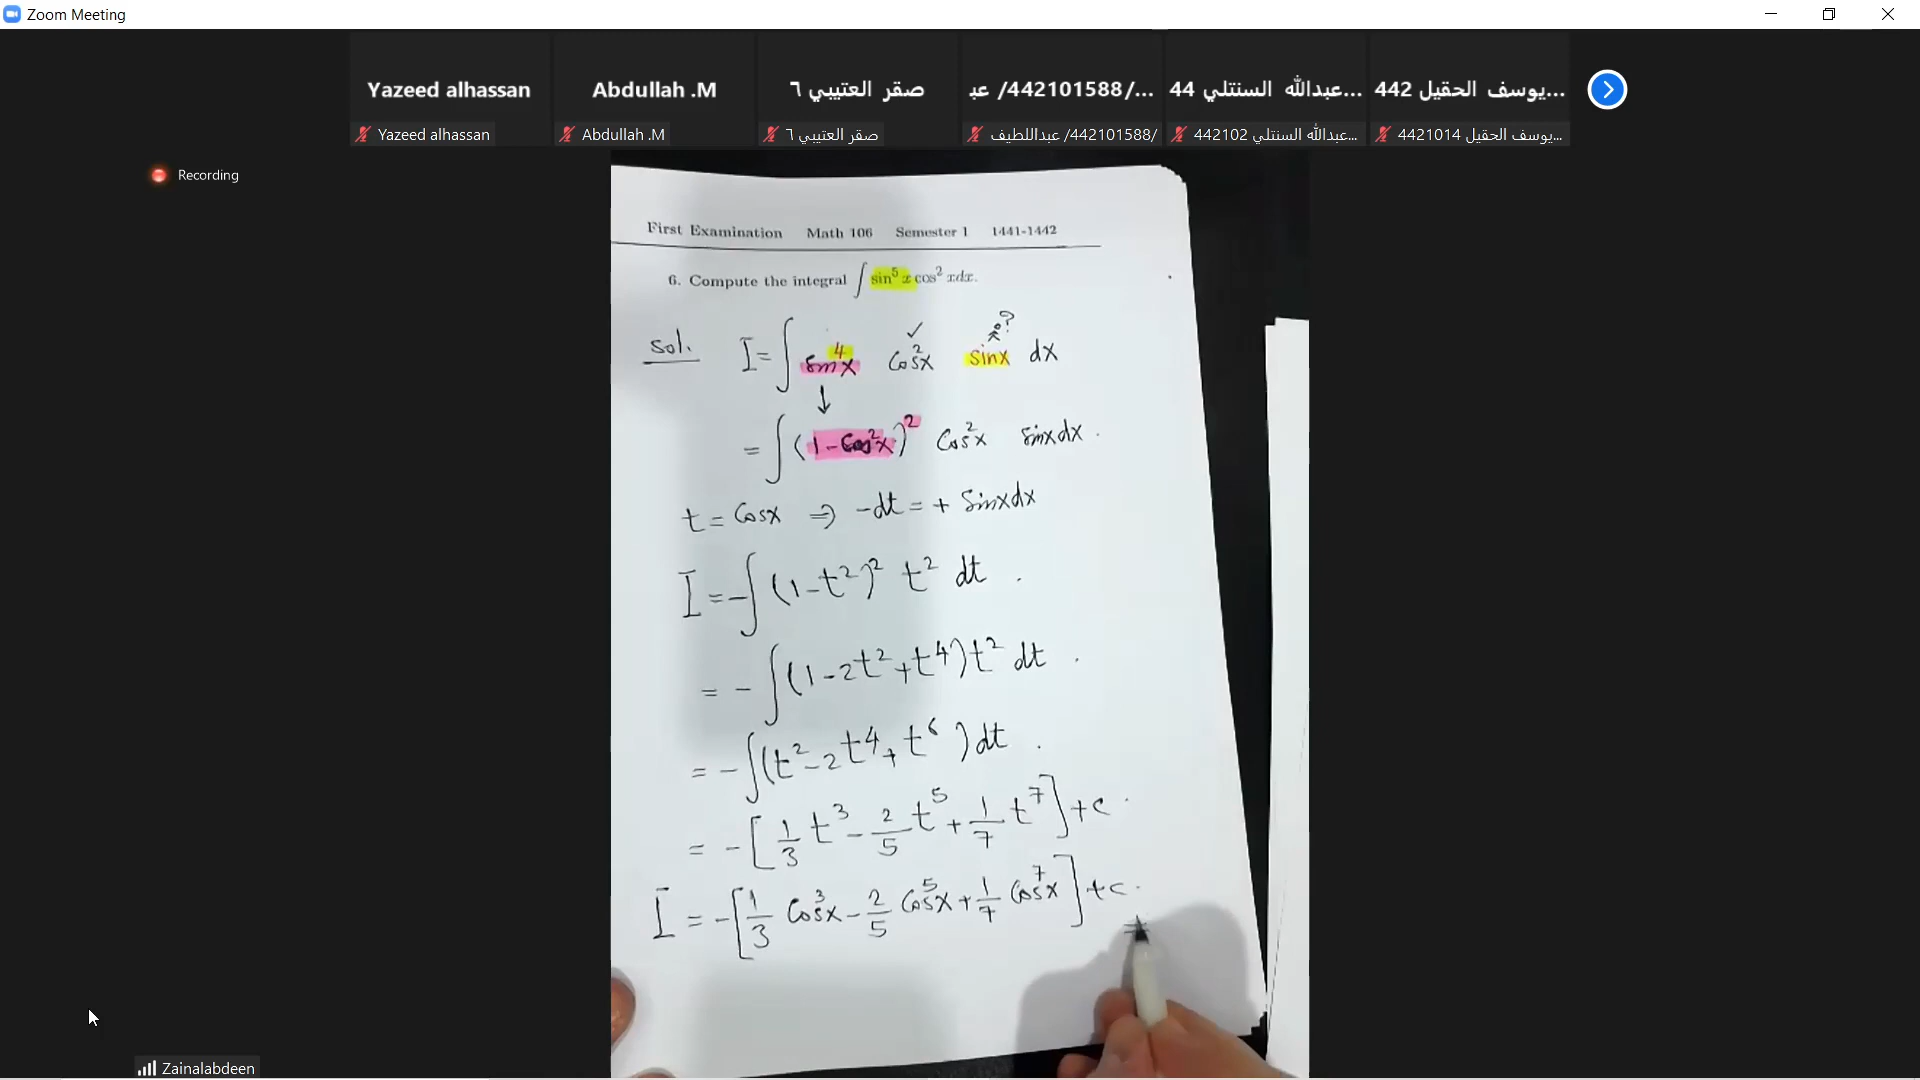 Zoom Meeting
Yazeed alhassan
Abdullah .M
صقر العتيبي ٦
عب /442101588/...
عبدالله السنتلي 44...
يوسف الحقيل 442...
Yazeed alhassan
Abdullah .M
صقر العتيبي ٦
عبداللطيف /442101588/
عبدالله السنتلي 442102...
يوسف الحقيل 4421014...
Recording
First Examination Math 106 Semester 1 1441-1442
6. Compute the integral ∫ sin⁵ x cos² x dx.
Sol. I = ∫ sin⁴x cos²x sinx dx
?
= ∫ (1 - cos²x)² cos²x sinx dx .
t = cosx ⇒ -dt = + sinx dx
I = - ∫ (1 - t²)² t² dt .
= - ∫ (1 - 2t² + t⁴) t² dt .
= - ∫ (t² - 2t⁴ + t⁶) dt .
= - [ 1/3 t³ - 2/5 t⁵ + 1/7 t⁷ ] + c .
I = - [ 1/3 cos³x - 2/5 cos⁵x + 1/7 cos⁷x ] + c .
Zainalabdeen